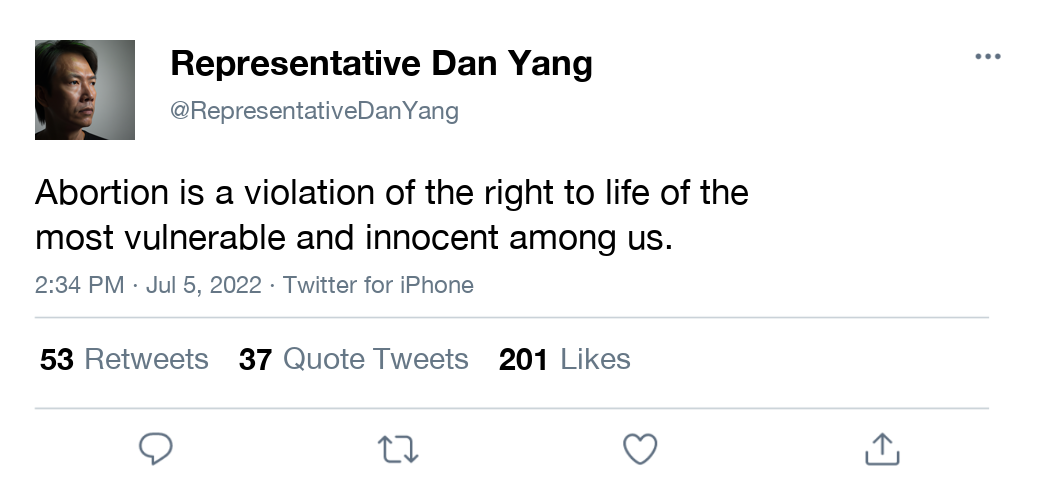 Representative Dan Yang
@RepresentativeDanYang
Abortion is a violation of the right to life of the
most vulnerable and innocent among us.
2:34 PM · Jul 5, 2022 · Twitter for iPhone
53 Retweets 37 Quote Tweets 201 Likes